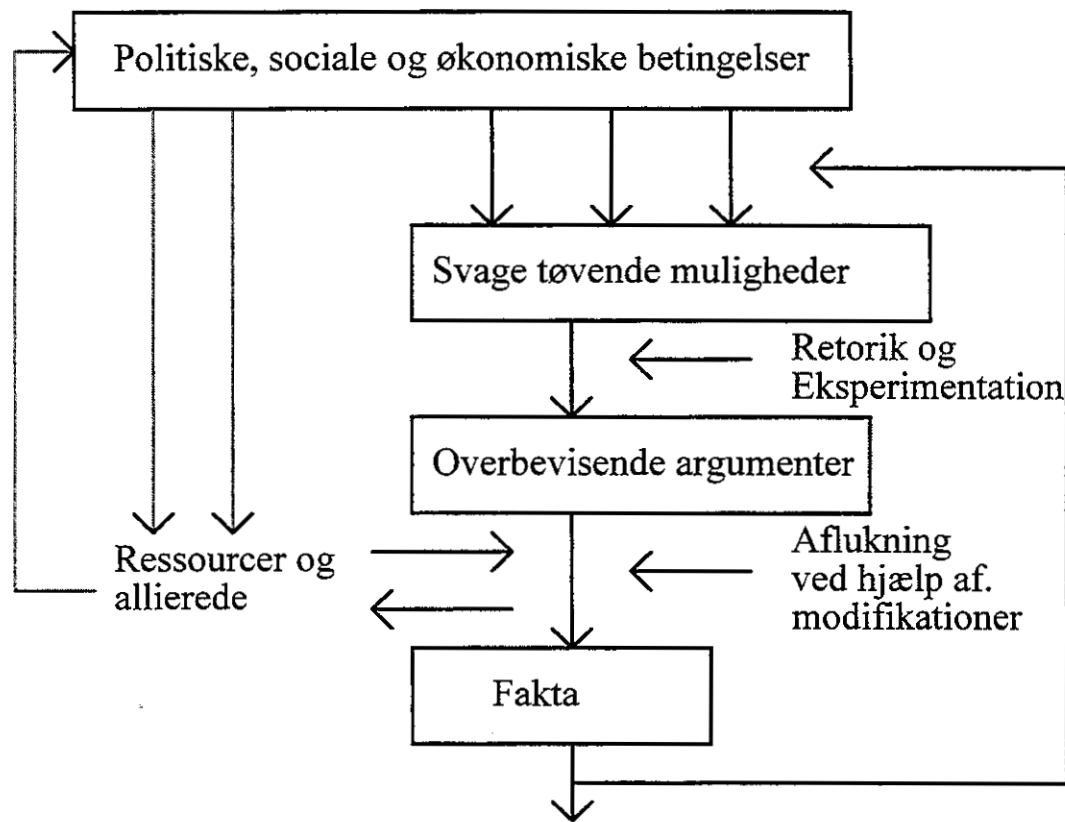 Politiske, sociale og økonomiske betingelser
Svage tøvende muligheder
Retorik og
Eksperimentation
Overbevisende argumenter
Ressourcer og
allierede
Aflukning
ved hjælp af.
modifikationer
Fakta